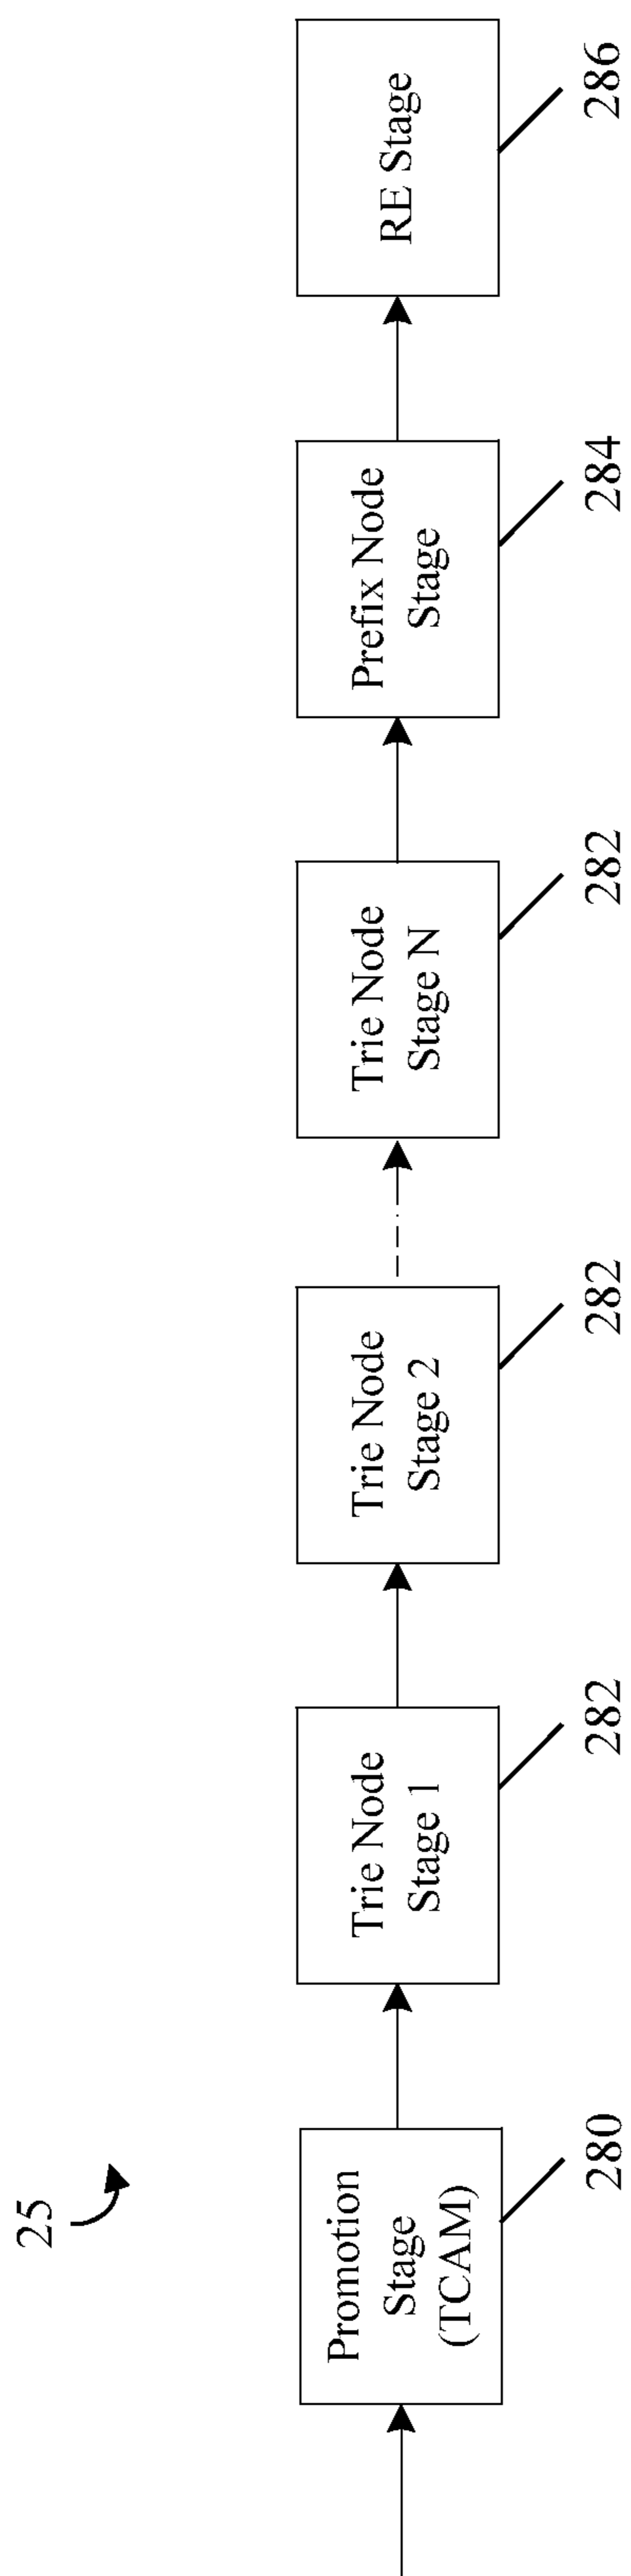 25
Promotion
Stage
(TCAM)
280
Trie Node
Stage 1
282
Trie Node
Stage 2
282
Trie Node
Stage N
282
Prefix Node
Stage
284
RE Stage
286